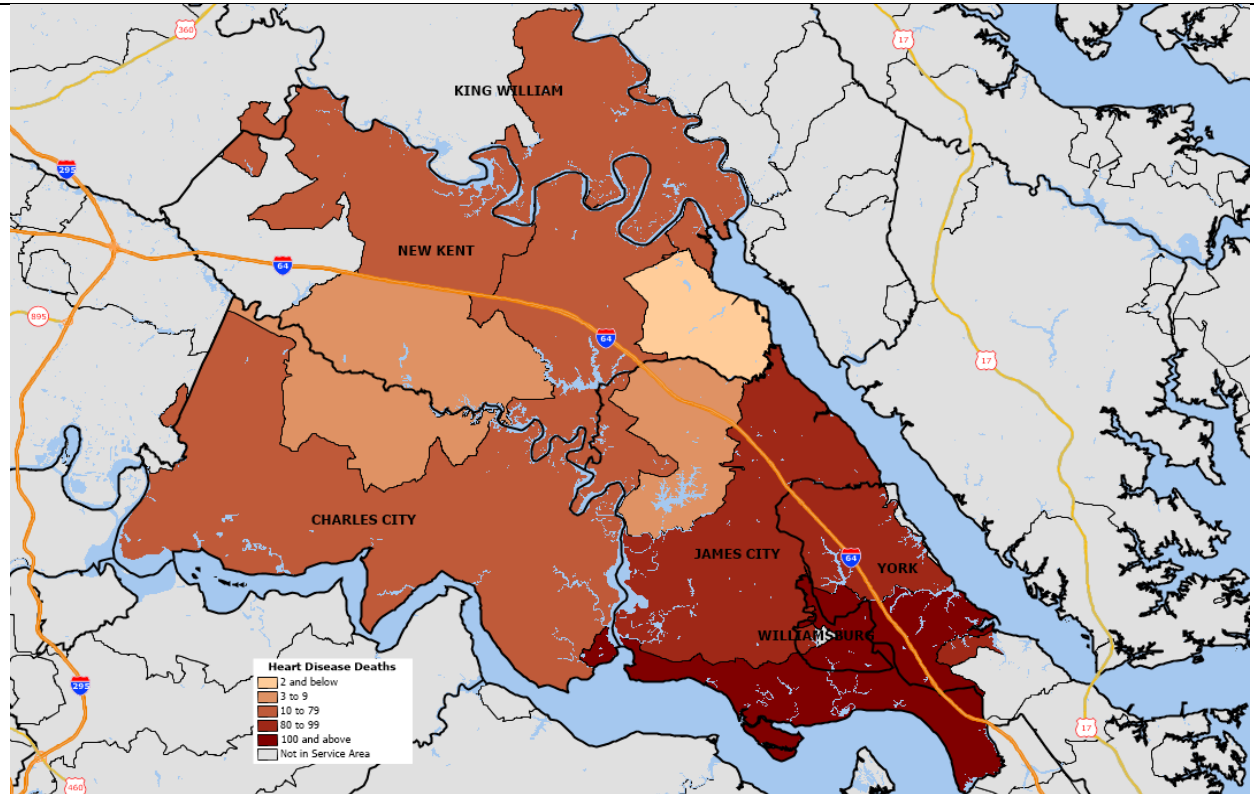 360
17
KING WILLIAM
295
NEW KENT
64
895
64
17
CHARLES CITY
JAMES CITY
64
YORK
WILLIAMSBURG
Heart Disease Deaths
2 and below
3 to 9
10 to 79
80 to 99
100 and above
Not in Service Area
295
17
460